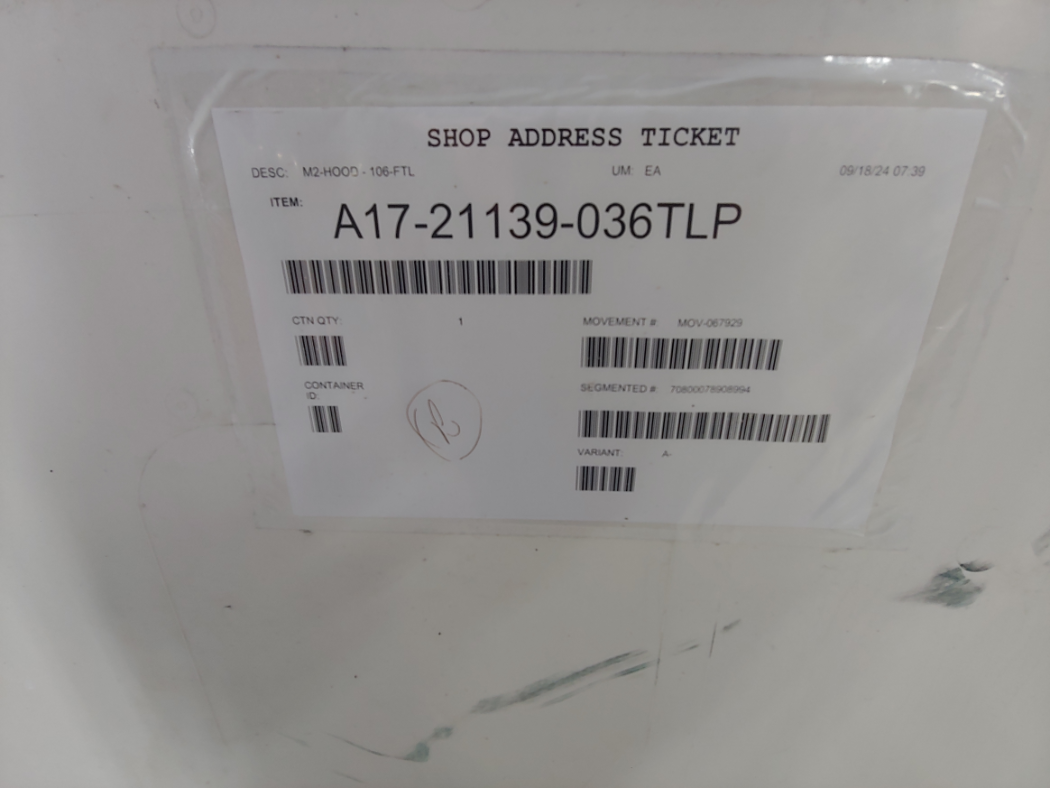 SHOP ADDRESS TICKET
DESC: M2-HOOD - 106-FTL UM: EA 09/18/24 07:39
ITEM:
A17-21139-036TLP
CTN QTY: 1 MOVEMENT #: MOV-067929
CONTAINER
ID:
SEGMENTED #: 70800078908994
VARIANT: A-